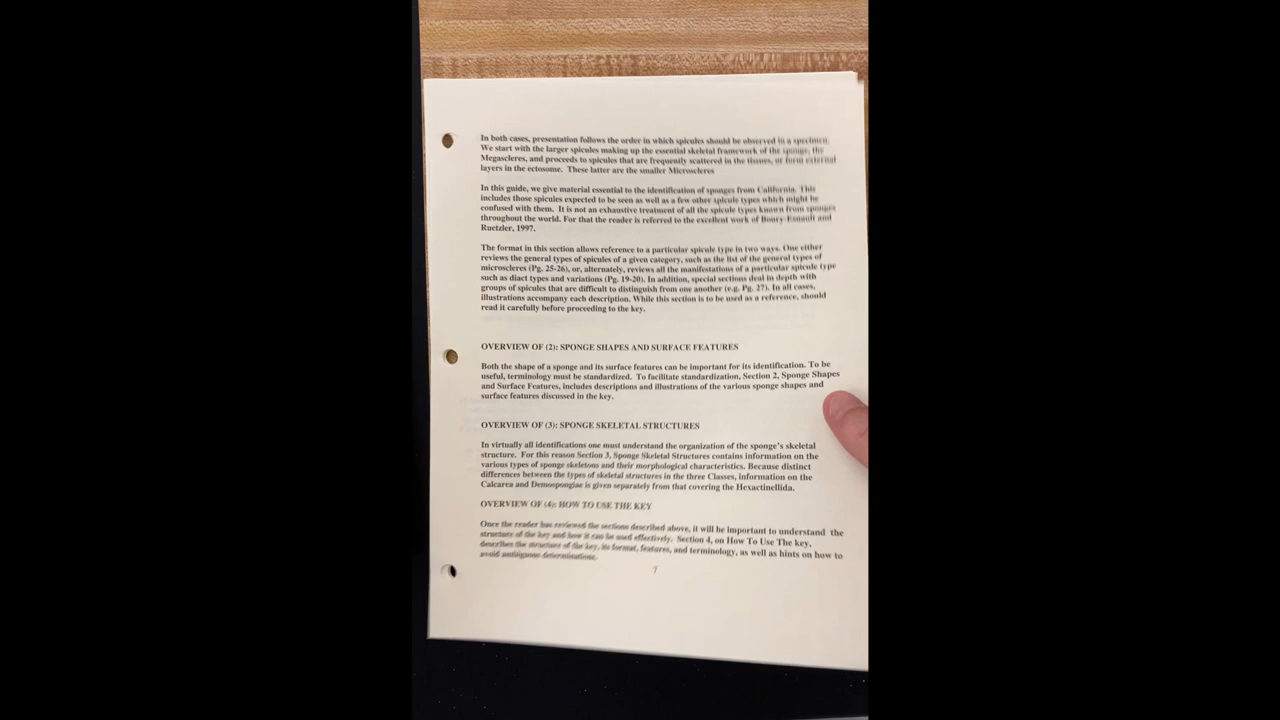 In both cases, presentation follows the order in which spicules should be observed in a specimen.
We start with the larger spicules making up the essential skeletal framework of the sponge, the
Megascleres, and proceeds to spicules that are frequently scattered in the tissues, or form external
layers in the ectosome. These latter are the smaller Microscleres
In this guide, we give material essential to the identification of sponges from California. This
includes those spicules expected to be seen as well as a few other spicule types which might be
confused with them. It is not an exhaustive treatment of all the spicule types known from sponges
throughout the world. For that the reader is referred to the excellent work of Boury-Esnault and
Ruetzler, 1997.
The format in this section allows reference to a particular spicule type in two ways. One either
reviews the general types of spicules of a given category, such as the list of the general types of
microscleres (Pg. 25-26), or, alternately, reviews all the manifestations of a particular spicule type
such as diact types and variations (Pg. 19-20). In addition, special sections deal in depth with
groups of spicules that are difficult to distinguish from one another (e.g. Pg. 27). In all cases,
illustrations accompany each description. While this section is to be used as a reference, should
read it carefully before proceeding to the key.
OVERVIEW OF (2): SPONGE SHAPES AND SURFACE FEATURES
Both the shape of a sponge and its surface features can be important for its identification. To be
useful, terminology must be standardized. To facilitate standardization, Section 2, Sponge Shapes
and Surface Features, includes descriptions and illustrations of the various sponge shapes and
surface features discussed in the key.
OVERVIEW OF (3): SPONGE SKELETAL STRUCTURES
In virtually all identifications one must understand the organization of the sponge's skeletal
structure. For this reason Section 3, Sponge Skeletal Structures contains information on the
various types of sponge skeletons and their morphological characteristics. Because distinct
differences between the types of skeletal structures in the three Classes, information on the
Calcarea and Demospongiae is given separately from that covering the Hexactinellida.
OVERVIEW OF (4): HOW TO USE THE KEY
Once the reader has reviewed the sections described above, it will be important to understand the
structure of the key and how it can be used effectively. Section 4, on How To Use The key,
describes the structure of the key, its format, features, and terminology, as well as hints on how to
avoid ambiguous determinations.